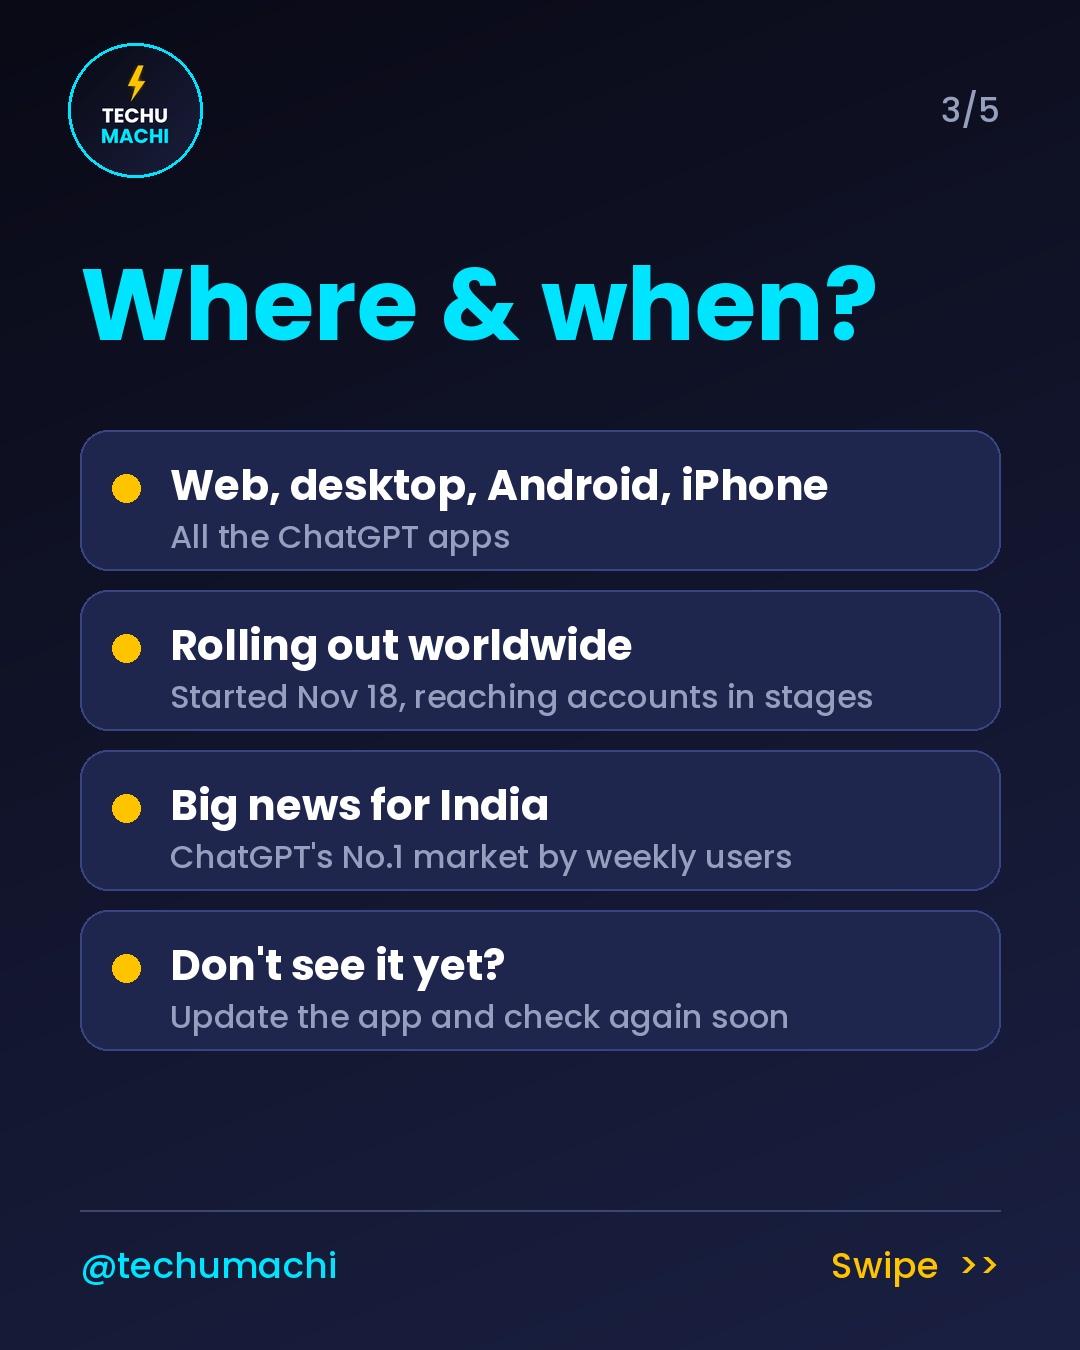 TECHU
MACHI
3/5
Where & when?
Web, desktop, Android, iPhone
All the ChatGPT apps
Rolling out worldwide
Started Nov 18, reaching accounts in stages
Big news for India
ChatGPT's No.1 market by weekly users
Don't see it yet?
Update the app and check again soon
@techumachi
Swipe >>